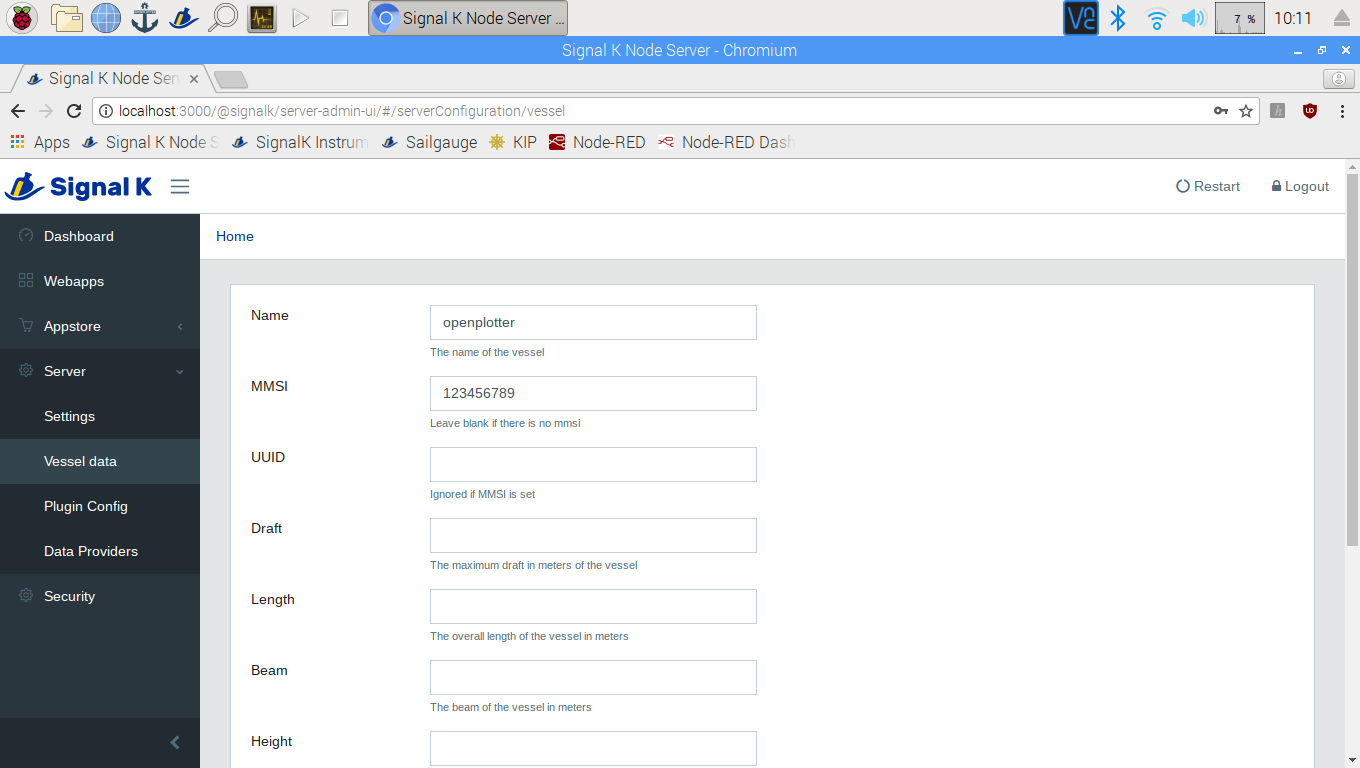 Signal K Node Server ...
7 %
10:11
Signal K Node Server - Chromium
Signal K Node Ser
localhost:3000/@signalk/server-admin-ui/#/serverConfiguration/vessel
Apps
Signal K Node S
SignalK Instrum
Sailgauge
KIP
Node-RED
Node-RED Dash
Signal K
Restart
Logout
Dashboard
Webapps
Appstore
Server
Settings
Vessel data
Plugin Config
Data Providers
Security
Home
Name
openplotter
The name of the vessel
MMSI
123456789
Leave blank if there is no mmsi
UUID
Ignored if MMSI is set
Draft
The maximum draft in meters of the vessel
Length
The overall length of the vessel in meters
Beam
The beam of the vessel in meters
Height